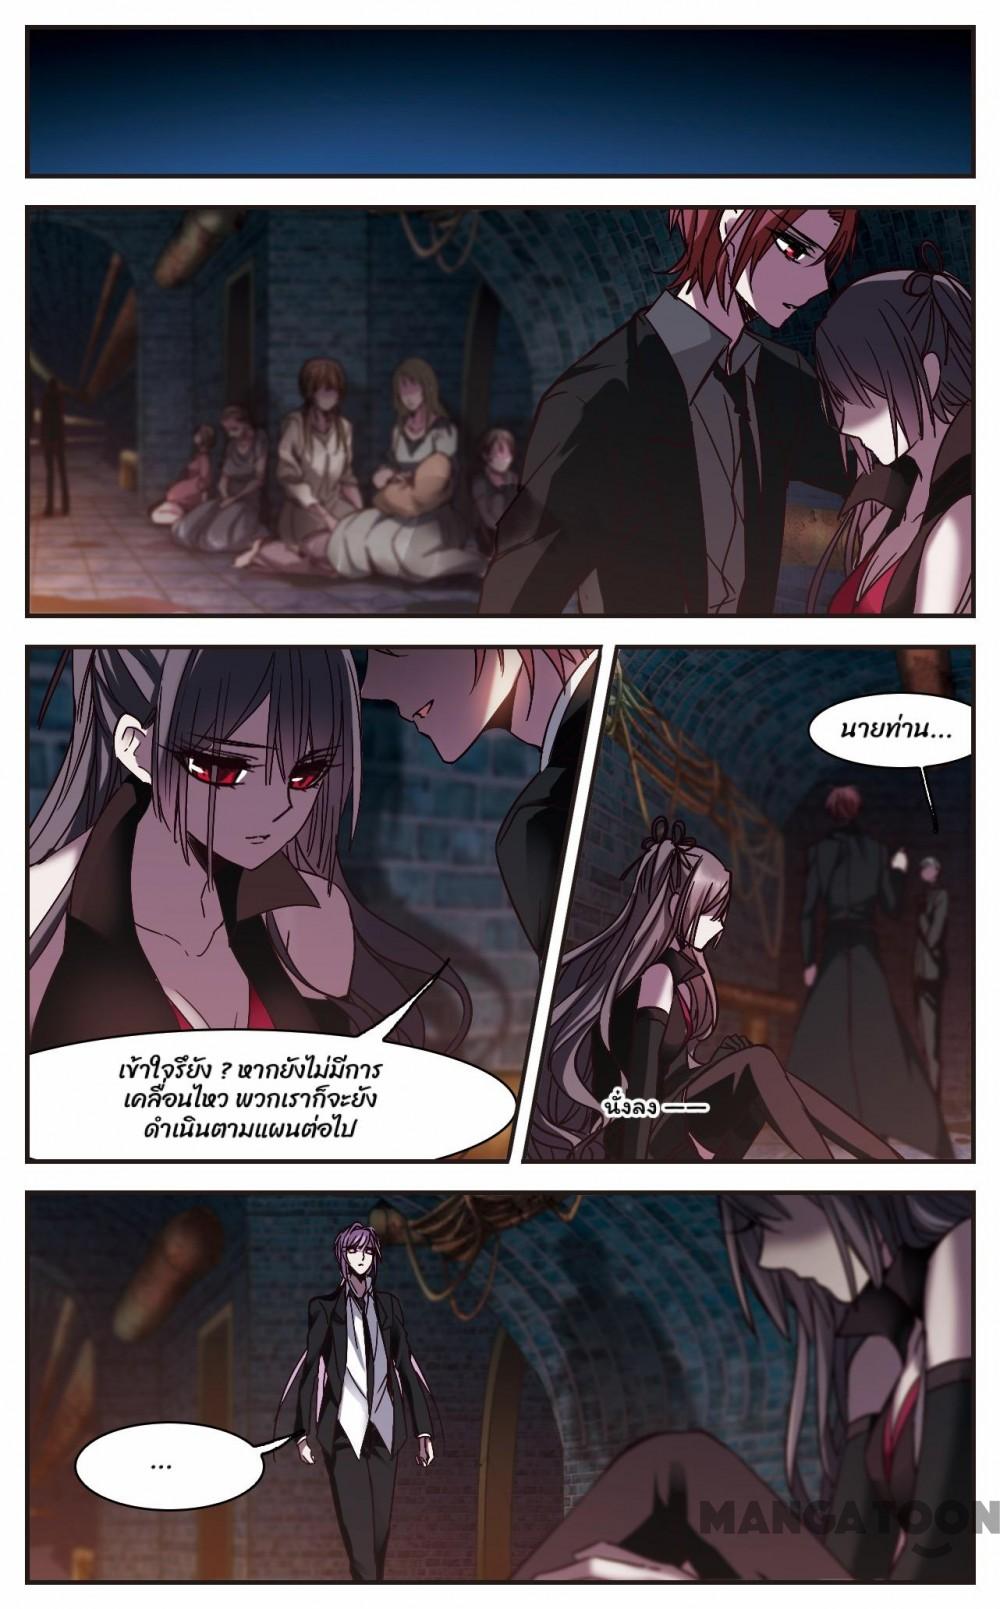 เข้าใจรึยัง ? หากยังไม่มีการ
เคลื่อนไหว พวกเราก็จะยัง
ดำเนินตามแผนต่อไป
นายท่าน...
นั่งลง ——
...
MANGATOON